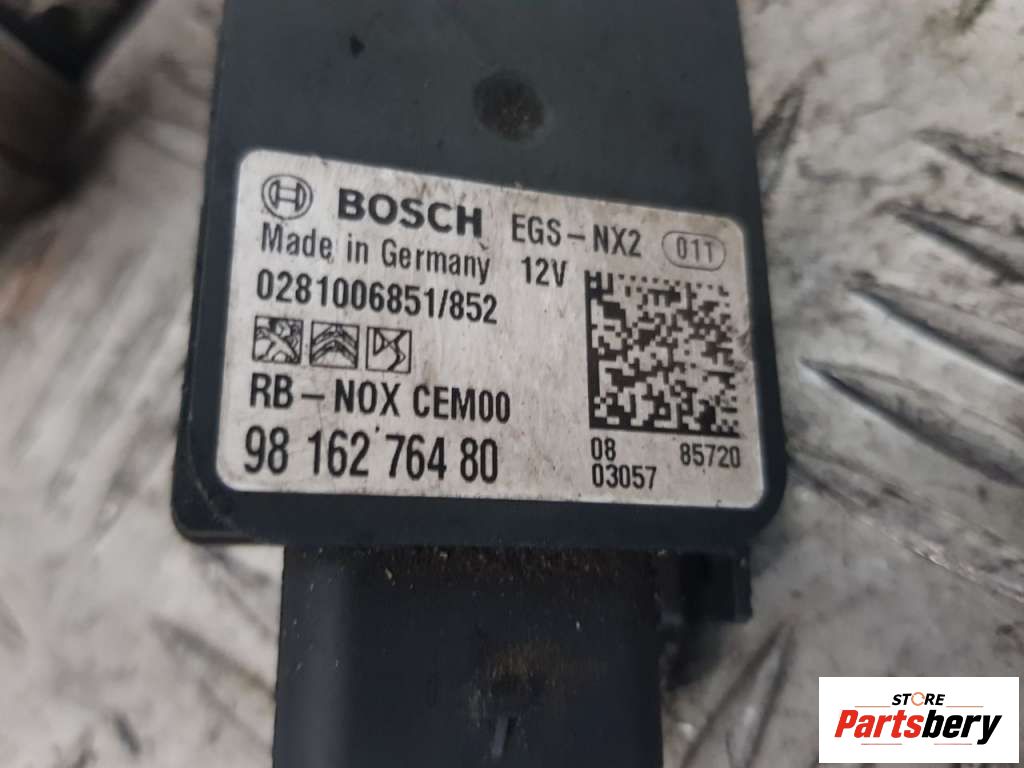 BOSCH EGS-NX2 01T
Made in Germany 12V
0281006851/852
RB-NOX CEM00
98 162 764 80
08 85720
03057
STORE
Partsbery